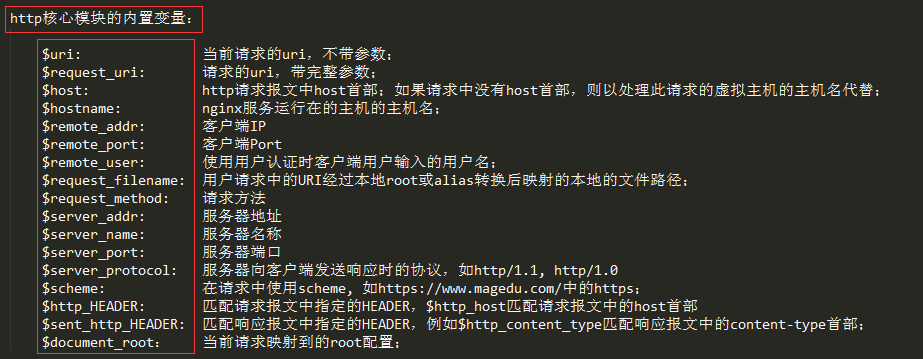 http核心模块的内置变量：
$uri: 当前请求的uri，不带参数；
$request_uri: 请求的uri，带完整参数；
$host: http请求报文中host首部；如果请求中没有host首部，则以处理此请求的虚拟主机的主机名代替；
$hostname: nginx服务运行在的主机的主机名；
$remote_addr: 客户端IP
$remote_port: 客户端Port
$remote_user: 使用用户认证时客户端用户输入的用户名；
$request_filename: 用户请求中的URI经过本地root或alias转换后映射的本地的文件路径；
$request_method: 请求方法
$server_addr: 服务器地址
$server_name: 服务器名称
$server_port: 服务器端口
$server_protocol: 服务器向客户端发送响应时的协议，如http/1.1, http/1.0
$scheme: 在请求中使用scheme, 如https://www.magedu.com/中的https；
$http_HEADER: 匹配请求报文中指定的HEADER，$http_host匹配请求报文中的host首部
$sent_http_HEADER: 匹配响应报文中指定的HEADER，例如$http_content_type匹配响应报文中的content-type首部；
$document_root: 当前请求映射到的root配置；